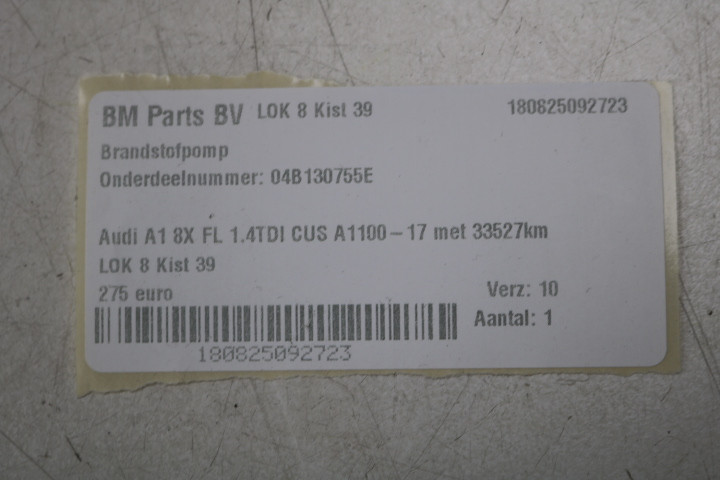 BM Parts BV LOK 8 Kist 39 180825092723
Brandstofpomp
Onderdeelnummer: 04B130755E
Audi A1 8X FL 1.4TDI CUS A1100-17 met 33527km
LOK 8 Kist 39
275 euro Verz: 10
Aantal: 1
180825092723